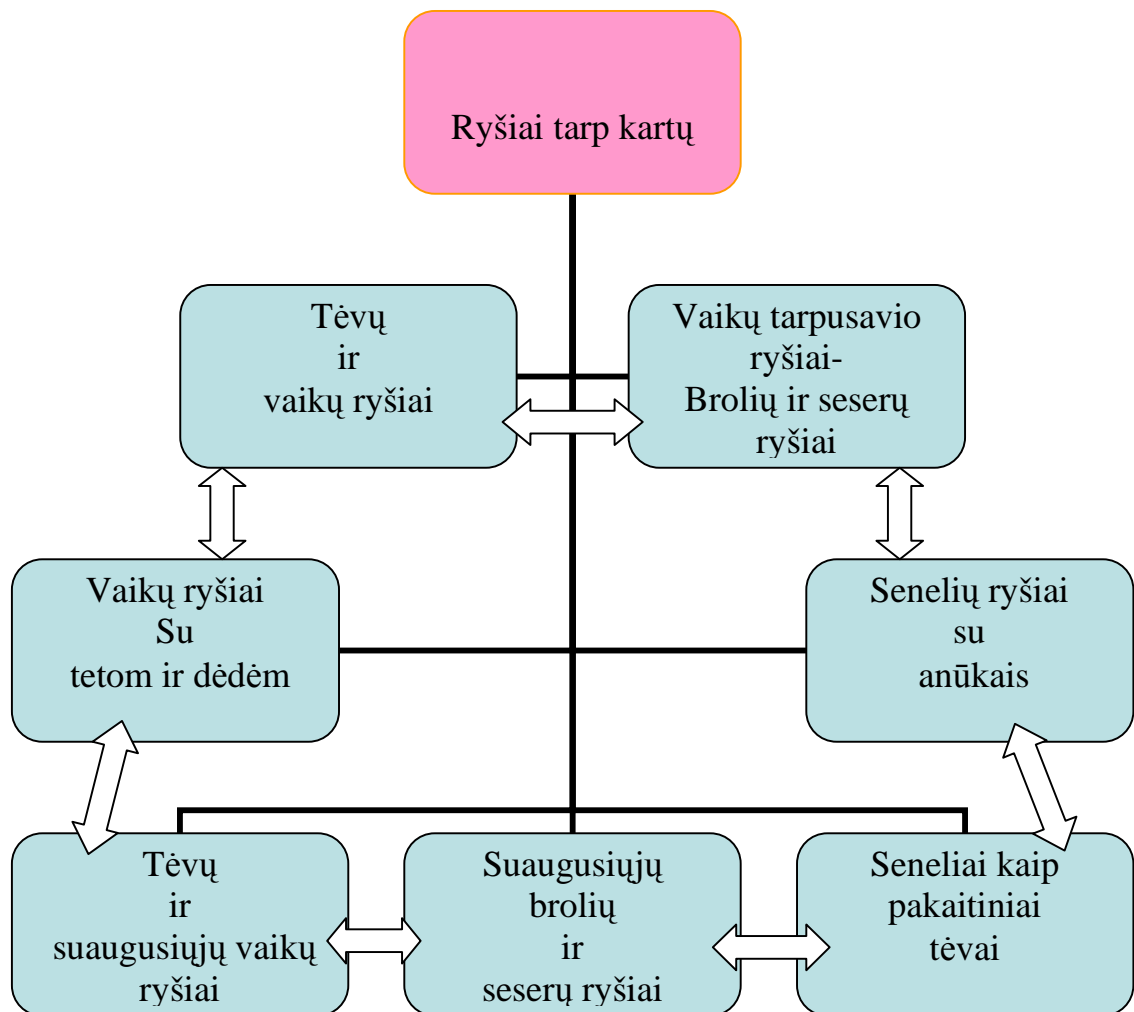 Ryšiai tarp kartų
Tėvų
ir
vaikų ryšiai
Vaikų tarpusavio
ryšiai-
Brolių ir seserų
ryšiai
Vaikų ryšiai
Su
tetom ir dėdėm
Senelių ryšiai
su
anūkais
Tėvų
ir
suaugusiųjų vaikų
ryšiai
Suaugusiųjų
brolių
ir
seserų ryšiai
Seneliai kaip
pakaitiniai
tėvai